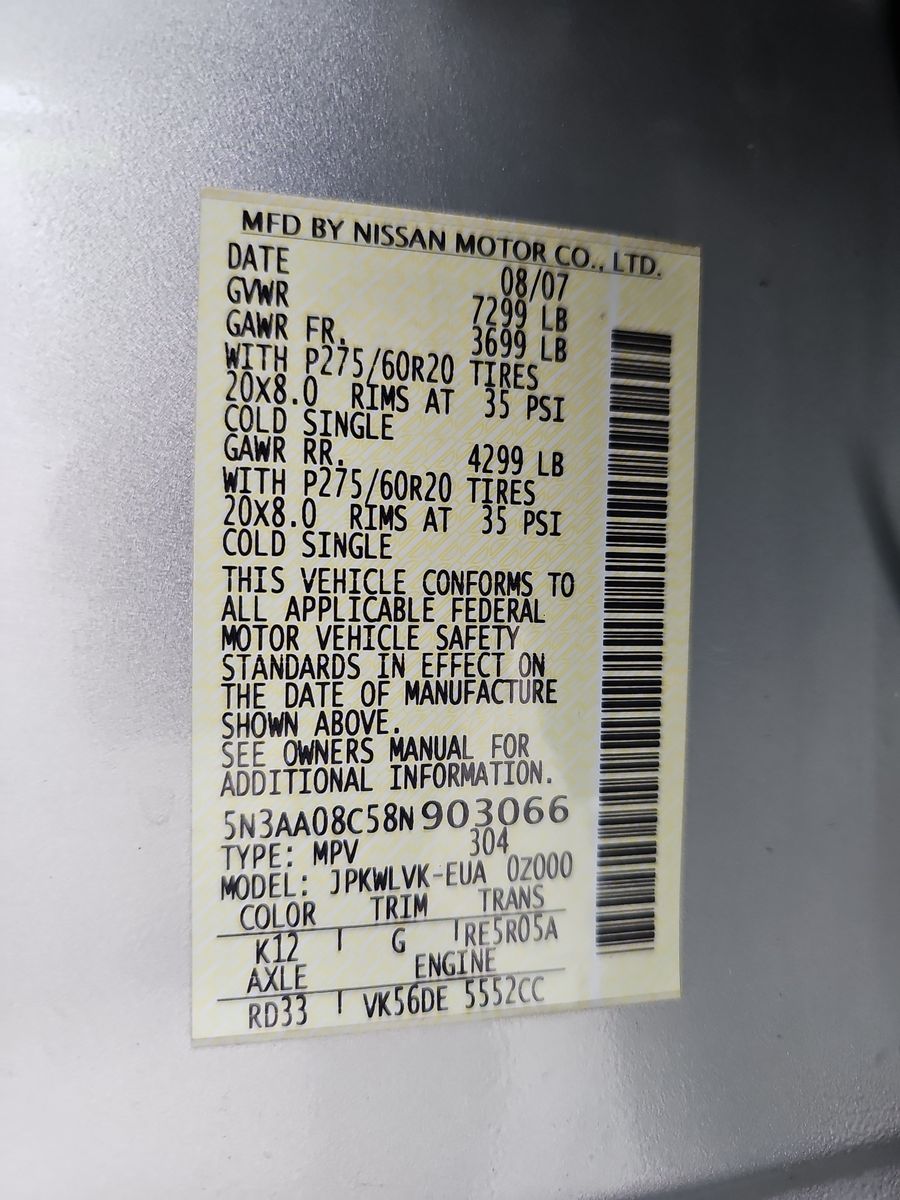 MFD BY NISSAN MOTOR CO., LTD.
DATE 08/07
GVWR 7299 LB
GAWR FR. 3699 LB
WITH P275/60R20 TIRES
20X8.0 RIMS AT 35 PSI
COLD SINGLE
GAWR RR. 4299 LB
WITH P275/60R20 TIRES
20X8.0 RIMS AT 35 PSI
COLD SINGLE
THIS VEHICLE CONFORMS TO
ALL APPLICABLE FEDERAL
MOTOR VEHICLE SAFETY
STANDARDS IN EFFECT ON
THE DATE OF MANUFACTURE
SHOWN ABOVE.
SEE OWNERS MANUAL FOR
ADDITIONAL INFORMATION.
5N3AA08C58N903066
TYPE: MPV 304
MODEL: JPKWLVK-EUA 0Z000
COLOR TRIM TRANS
K12 G RE5R05A
AXLE ENGINE
RD33 VK56DE 5552CC